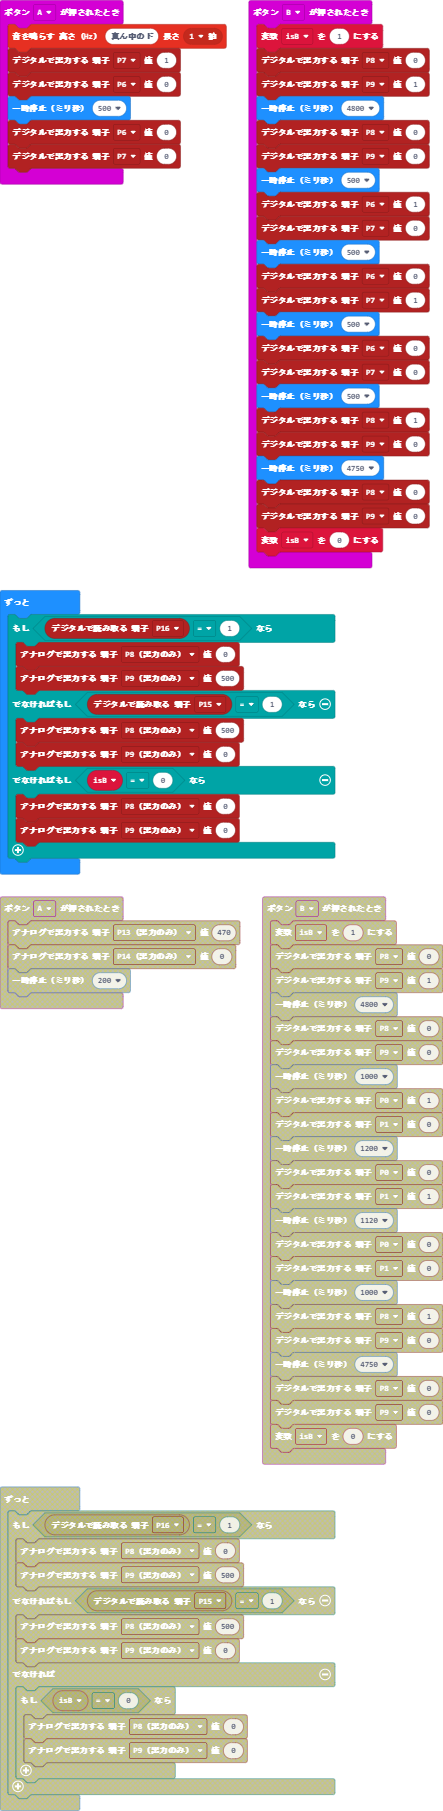 ボタン A が押されたとき
音を鳴らす 高さ (Hz) 真ん中のド 長さ 1 拍
デジタルで出力する 端子 P7 値 1
デジタルで出力する 端子 P6 値 0
一時停止（ミリ秒） 500
デジタルで出力する 端子 P6 値 0
デジタルで出力する 端子 P7 値 0
ボタン B が押されたとき
変数 isB を 1 にする
デジタルで出力する 端子 P8 値 0
デジタルで出力する 端子 P9 値 1
一時停止（ミリ秒） 4800
デジタルで出力する 端子 P8 値 0
デジタルで出力する 端子 P9 値 0
一時停止（ミリ秒） 500
デジタルで出力する 端子 P6 値 1
デジタルで出力する 端子 P7 値 0
一時停止（ミリ秒） 500
デジタルで出力する 端子 P6 値 0
デジタルで出力する 端子 P7 値 1
一時停止（ミリ秒） 500
デジタルで出力する 端子 P6 値 0
デジタルで出力する 端子 P7 値 0
一時停止（ミリ秒） 500
デジタルで出力する 端子 P8 値 1
デジタルで出力する 端子 P9 値 0
一時停止（ミリ秒） 4750
デジタルで出力する 端子 P8 値 0
デジタルで出力する 端子 P9 値 0
変数 isB を 0 にする
ずっと
もし デジタルで読み取る 端子 P16 = 1 なら
アナログで出力する 端子 P8（出力のみ） 値 0
アナログで出力する 端子 P9（出力のみ） 値 500
でなければもし デジタルで読み取る 端子 P15 = 1 なら
アナログで出力する 端子 P8（出力のみ） 値 500
アナログで出力する 端子 P9（出力のみ） 値 0
でなければもし isB = 0 なら
アナログで出力する 端子 P8（出力のみ） 値 0
アナログで出力する 端子 P9（出力のみ） 値 0
ボタン A が押されたとき
アナログで出力する 端子 P13（出力のみ） 値 470
アナログで出力する 端子 P14（出力のみ） 値 0
一時停止（ミリ秒） 200
ボタン B が押されたとき
変数 isB を 1 にする
デジタルで出力する 端子 P8 値 0
デジタルで出力する 端子 P9 値 1
一時停止（ミリ秒） 4800
デジタルで出力する 端子 P8 値 0
デジタルで出力する 端子 P9 値 0
一時停止（ミリ秒） 1000
デジタルで出力する 端子 P0 値 1
デジタルで出力する 端子 P1 値 0
一時停止（ミリ秒） 1200
デジタルで出力する 端子 P0 値 0
デジタルで出力する 端子 P1 値 1
一時停止（ミリ秒） 1120
デジタルで出力する 端子 P0 値 0
デジタルで出力する 端子 P1 値 0
一時停止（ミリ秒） 1000
デジタルで出力する 端子 P8 値 1
デジタルで出力する 端子 P9 値 0
一時停止（ミリ秒） 4750
デジタルで出力する 端子 P8 値 0
デジタルで出力する 端子 P9 値 0
変数 isB を 0 にする
ずっと
もし デジタルで読み取る 端子 P16 = 1 なら
アナログで出力する 端子 P8（出力のみ） 値 0
アナログで出力する 端子 P9（出力のみ） 値 500
でなければもし デジタルで読み取る 端子 P15 = 1 なら
アナログで出力する 端子 P8（出力のみ） 値 500
アナログで出力する 端子 P9（出力のみ） 値 0
でなければ
もし isB = 0 なら
アナログで出力する 端子 P8（出力のみ） 値 0
アナログで出力する 端子 P9（出力のみ） 値 0